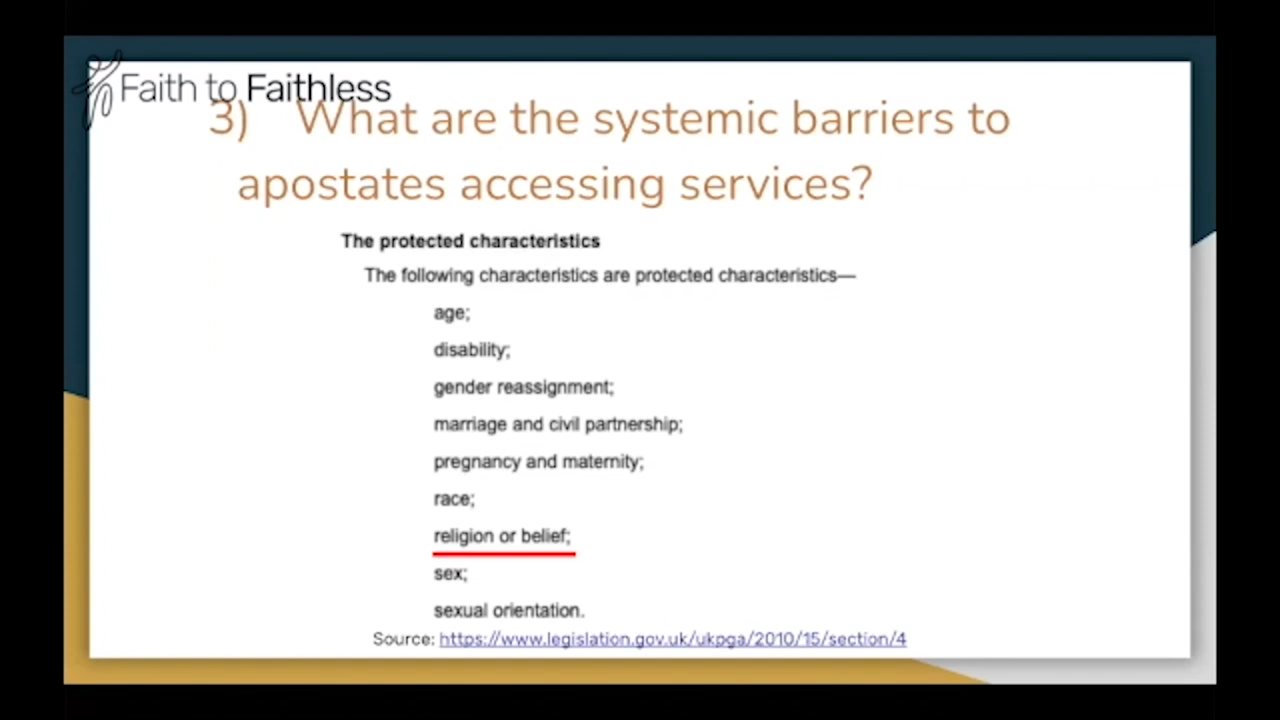 Faith to Faithless
3) What are the systemic barriers to
apostates accessing services?
The protected characteristics
The following characteristics are protected characteristics—
age;
disability;
gender reassignment;
marriage and civil partnership;
pregnancy and maternity;
race;
religion or belief;
sex;
sexual orientation.
Source: https://www.legislation.gov.uk/ukpga/2010/15/section/4